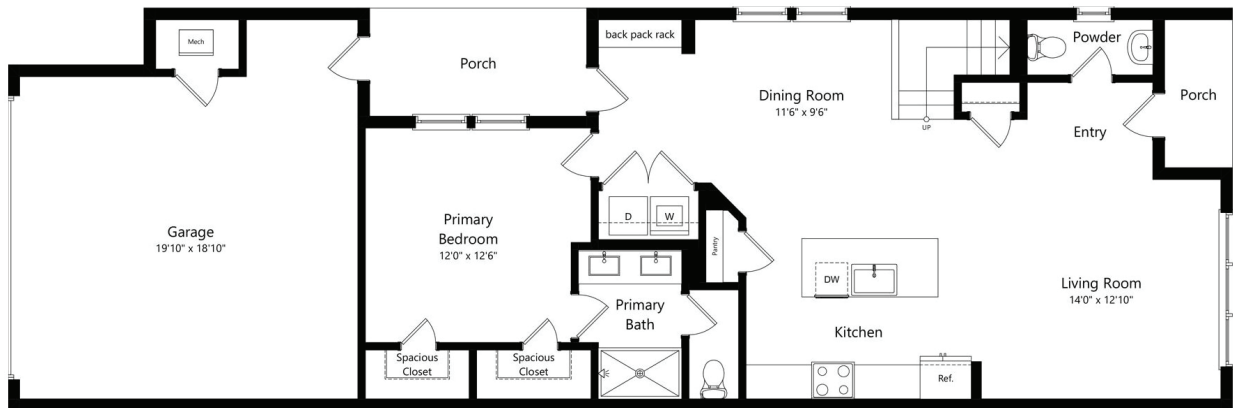 Mech
Porch
back pack rack
Powder
Dining Room
11'6" x 9'6"
Porch
UP
Entry
Garage
19'10" x 18'10"
Primary
Bedroom
12'0" x 12'6"
D
W
Pantry
DW
Living Room
14'0" x 12'10"
Primary
Bath
Kitchen
Spacious
Closet
Spacious
Closet
Ref.